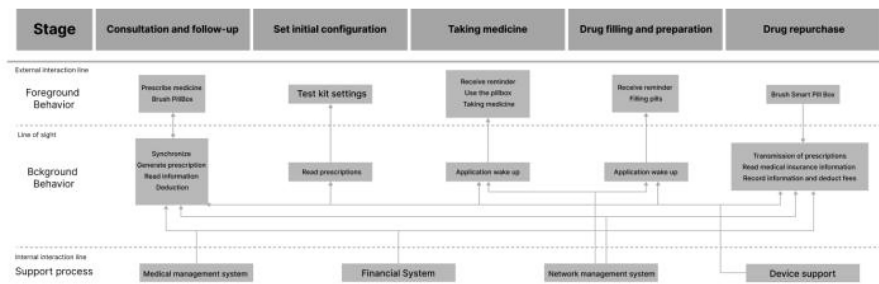 Stage
Consultation and follow-up
Set initial configuration
Taking medicine
Drug filling and preparation
Drug repurchase
External interaction line
Foreground
Behavior
Prescribe medicine
Brush PillBox
Test kit settings
Receive reminder
Use the pillbox
Taking medicine
Receive reminder
Filling pills
Brush Smart Pill Box
Line of sight
Bckground
Behavior
Synchronize
Generate prescription
Read information
Deduction
Read prescriptions
Application wake up
Application wake up
Transmission of prescriptions
Read medical insurance information
Record information and deduct fees
Internal interaction line
Support process
Medical management system
Financial System
Network management system
Device support